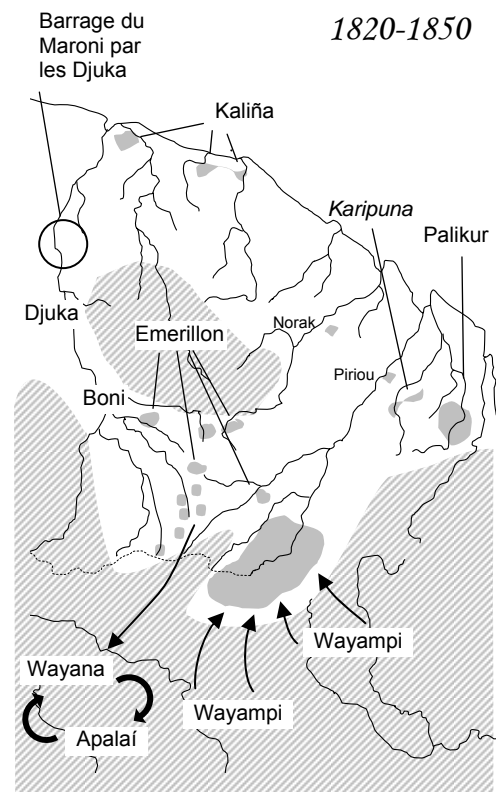 Barrage du
Maroni par
les Djuka
1820-1850
Kaliña
Karipuna
Palikur
Djuka
Emerillon
Norak
Piriou
Boni
Wayampi
Wayana
Wayampi
Apalaí